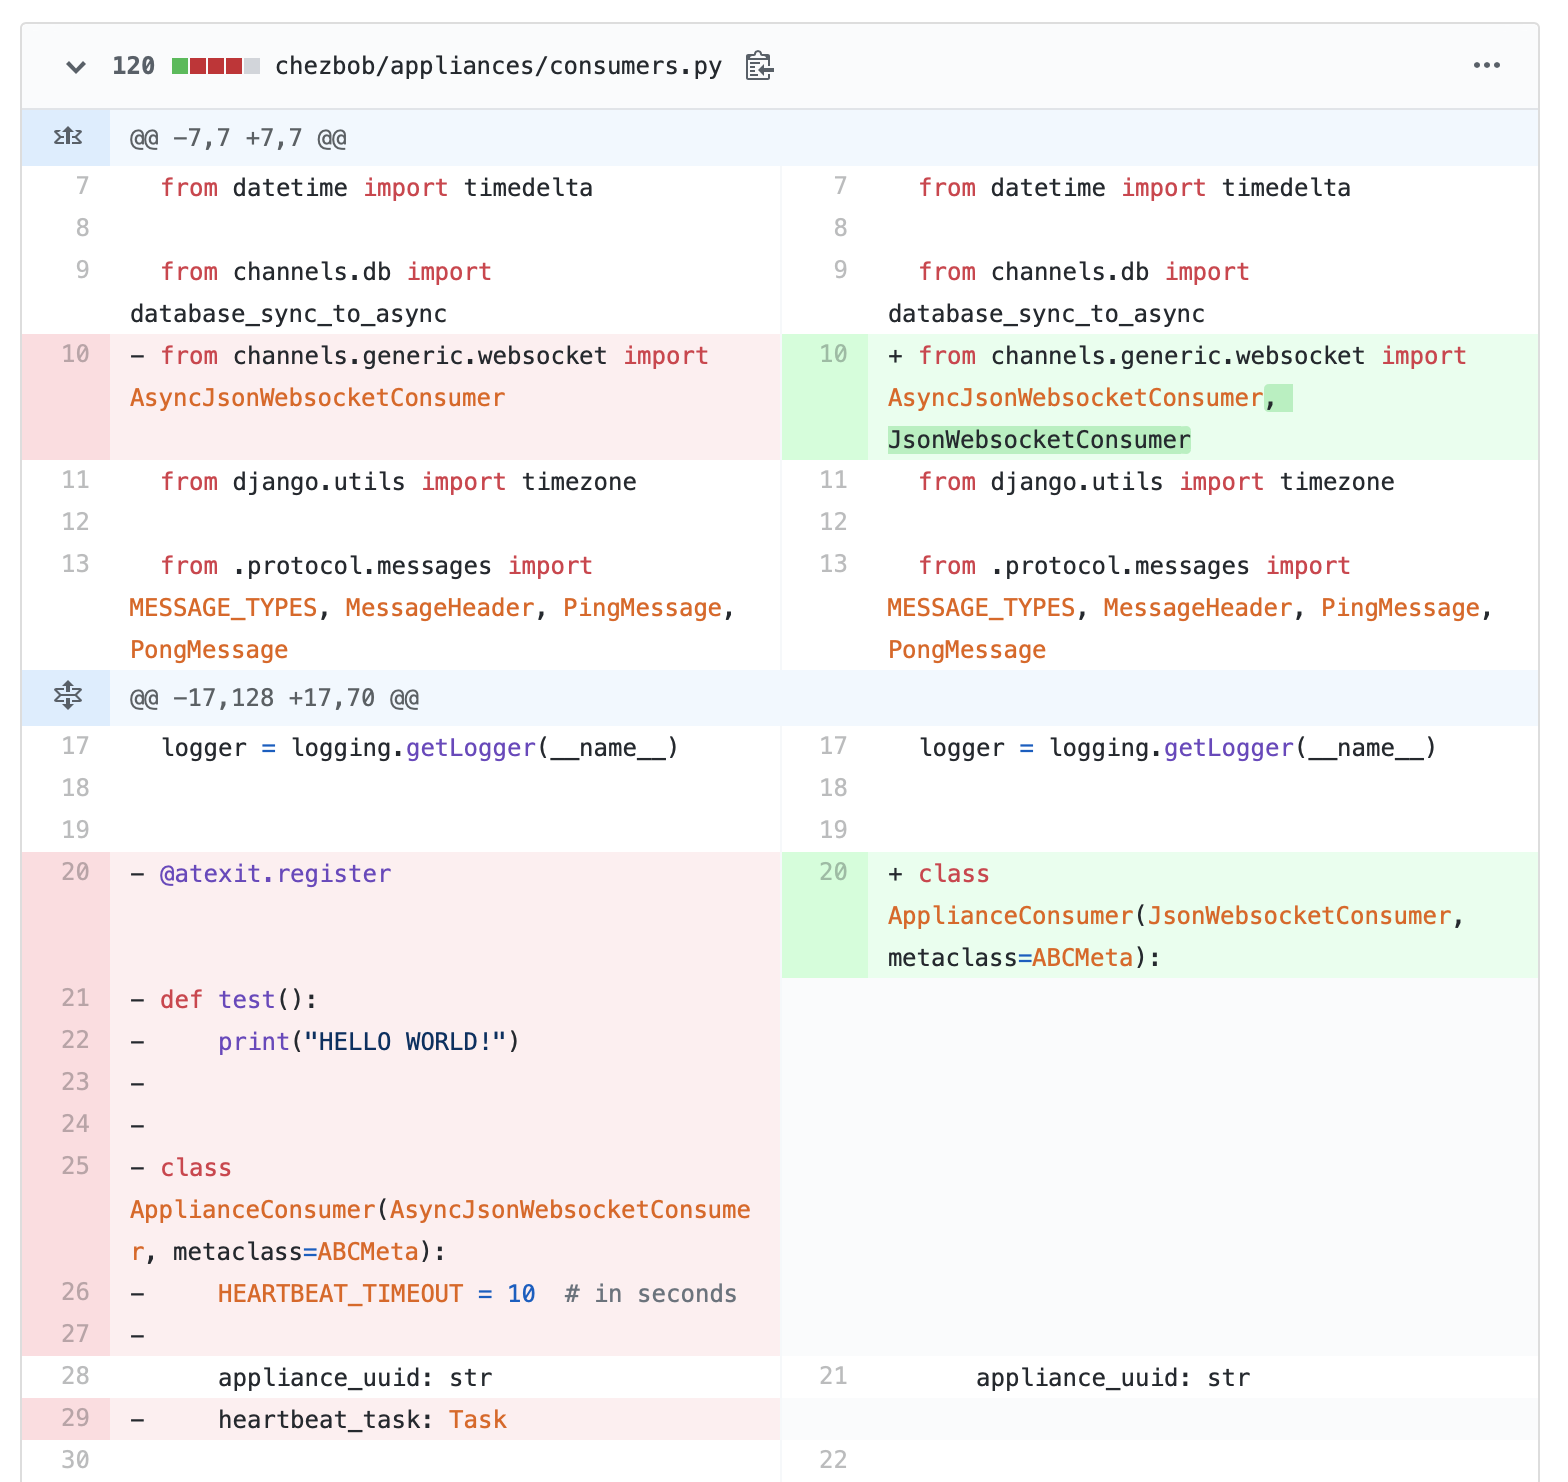 120 chezbob/appliances/consumers.py
@@ -7,7 +7,7 @@
7 from datetime import timedelta
8
9 from channels.db import
database_sync_to_async
10 - from channels.generic.websocket import
AsyncJsonWebsocketConsumer
11 from django.utils import timezone
12
13 from .protocol.messages import
MESSAGE_TYPES, MessageHeader, PingMessage,
PongMessage
7 from datetime import timedelta
8
9 from channels.db import
database_sync_to_async
10 + from channels.generic.websocket import
AsyncJsonWebsocketConsumer,
JsonWebsocketConsumer
11 from django.utils import timezone
12
13 from .protocol.messages import
MESSAGE_TYPES, MessageHeader, PingMessage,
PongMessage
@@ -17,128 +17,70 @@
17 logger = logging.getLogger(__name__)
18
19
20 - @atexit.register
21 - def test():
22 -     print("HELLO WORLD!")
23 -
24 -
25 - class
ApplianceConsumer(AsyncJsonWebsocketConsume
r, metaclass=ABCMeta):
26 -     HEARTBEAT_TIMEOUT = 10  # in seconds
27 -
28     appliance_uuid: str
29 -     heartbeat_task: Task
30
17 logger = logging.getLogger(__name__)
18
19
20 + class
ApplianceConsumer(JsonWebsocketConsumer,
metaclass=ABCMeta):
21     appliance_uuid: str
22